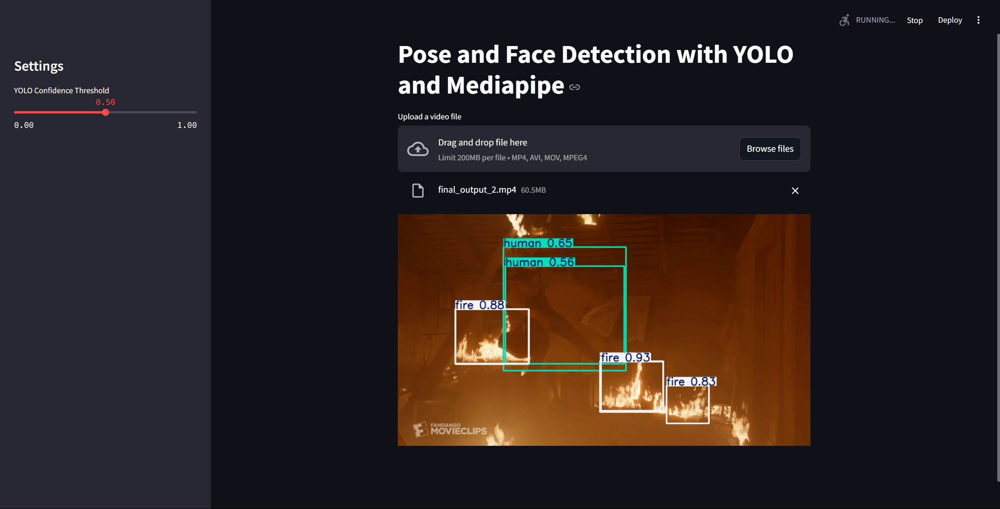 RUNNING...
Stop
Deploy
Settings
YOLO Confidence Threshold
0.50
0.00
1.00
Pose and Face Detection with YOLO
and Mediapipe
Upload a video file
Drag and drop file here
Limit 200MB per file • MP4, AVI, MOV, MPEG4
Browse files
final_output_2.mp4 60.5MB
human 0.65
human 0.56
fire 0.88
fire 0.93
fire 0.83
FANDANGO
MOVIECLIPS